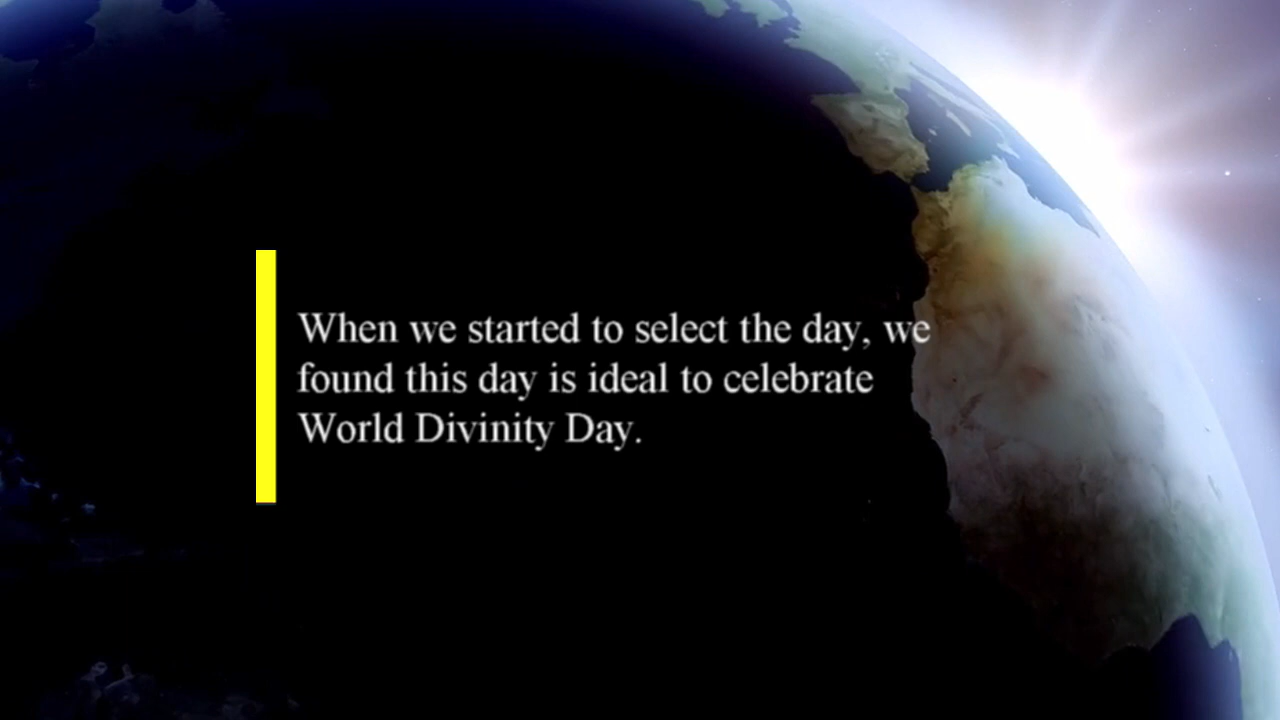 When we started to select the day, we
found this day is ideal to celebrate
World Divinity Day.